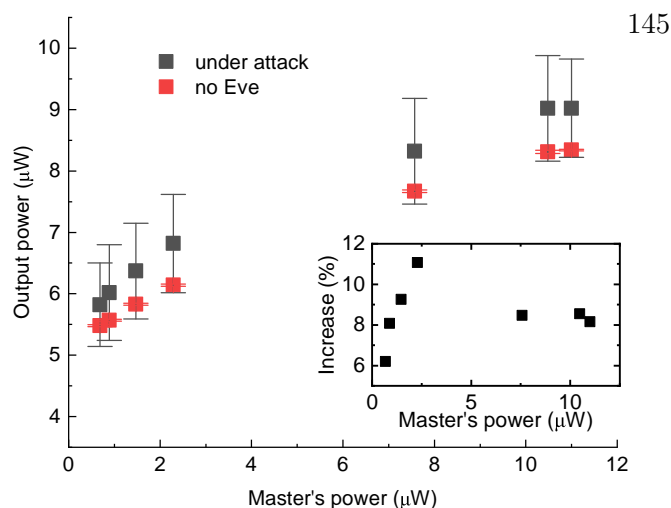 145
10
9
8
7
6
5
4
Output power (μW)
under attack
no Eve
12
10
8
6
Increase (%)
0 5 10
Master's power (μW)
0 2 4 6 8 10 12
Master's power (μW)